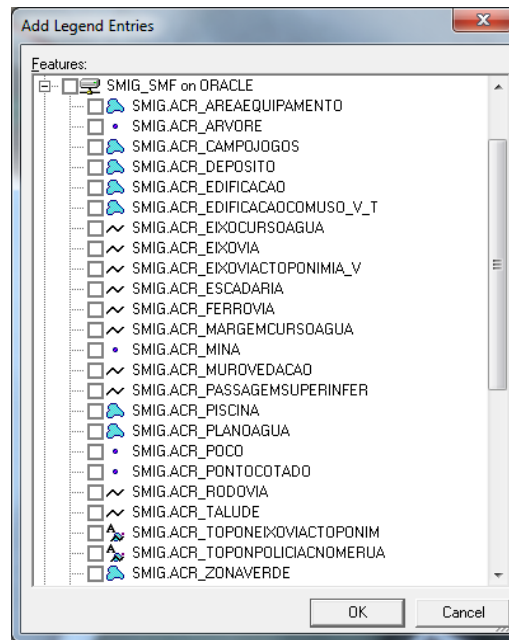 Add Legend Entries
Features:
SMIG_SMF on ORACLE
SMIG.ACR_AREAEQUIPAMENTO
SMIG.ACR_ARVORE
SMIG.ACR_CAMPOJOGOS
SMIG.ACR_DEPOSITO
SMIG.ACR_EDIFICACAO
SMIG.ACR_EDIFICACAOCOMUSO_V_T
SMIG.ACR_EIXOCURSOAGUA
SMIG.ACR_EIXOVIA
SMIG.ACR_EIXOVIACTOPONIMIA_V
SMIG.ACR_ESCADARIA
SMIG.ACR_FERROVIA
SMIG.ACR_MARGEMCURSOAGUA
SMIG.ACR_MINA
SMIG.ACR_MUROVEDACAO
SMIG.ACR_PASSAGEMSUPERINFER
SMIG.ACR_PISCINA
SMIG.ACR_PLANOAGUA
SMIG.ACR_POCO
SMIG.ACR_PONTOCOTADO
SMIG.ACR_RODOVIA
SMIG.ACR_TALUDE
SMIG.ACR_TOPONEIXOVIACTOPONIM
SMIG.ACR_TOPONPOLICIACNOMERUA
SMIG.ACR_ZONAVERDE
OK Cancel